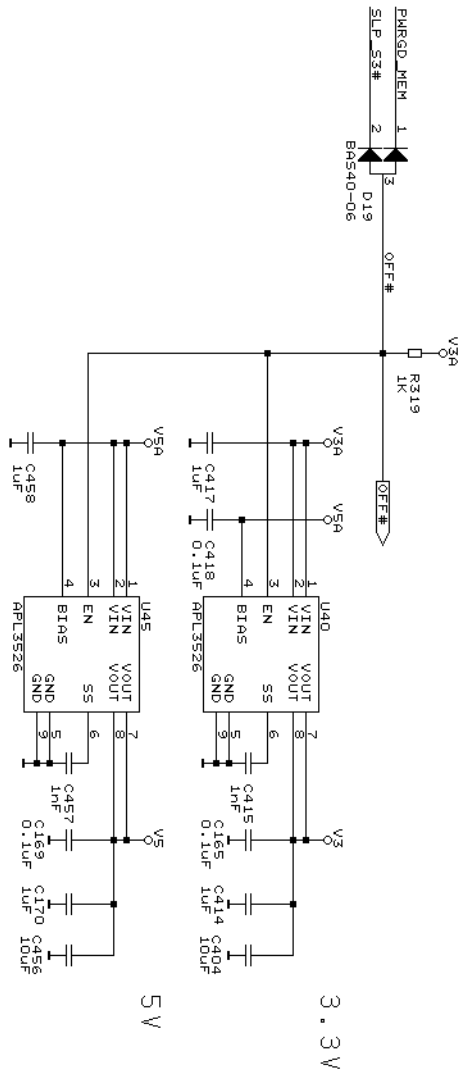 V3A
R319
1K
PWRGD_MEM
1
3
OFF#
OFF#
SLP_S3#
2
D19
BAS40-06
V3A
V5A
U40
V3
3.3V
1
VIN
VOUT
7
2
VIN
VOUT
8
3
EN
SS
6
4
BIAS
GND
5
GND
9
APL3526
C417
1uF
C418
0.1uF
C415
1nF
C165
0.1uF
C414
1uF
C404
10uF
V5A
U45
V5
5V
1
VIN
VOUT
7
2
VIN
VOUT
8
3
EN
SS
6
4
BIAS
GND
5
GND
9
APL3526
C458
1uF
C457
1nF
C169
0.1uF
C170
1uF
C456
10uF